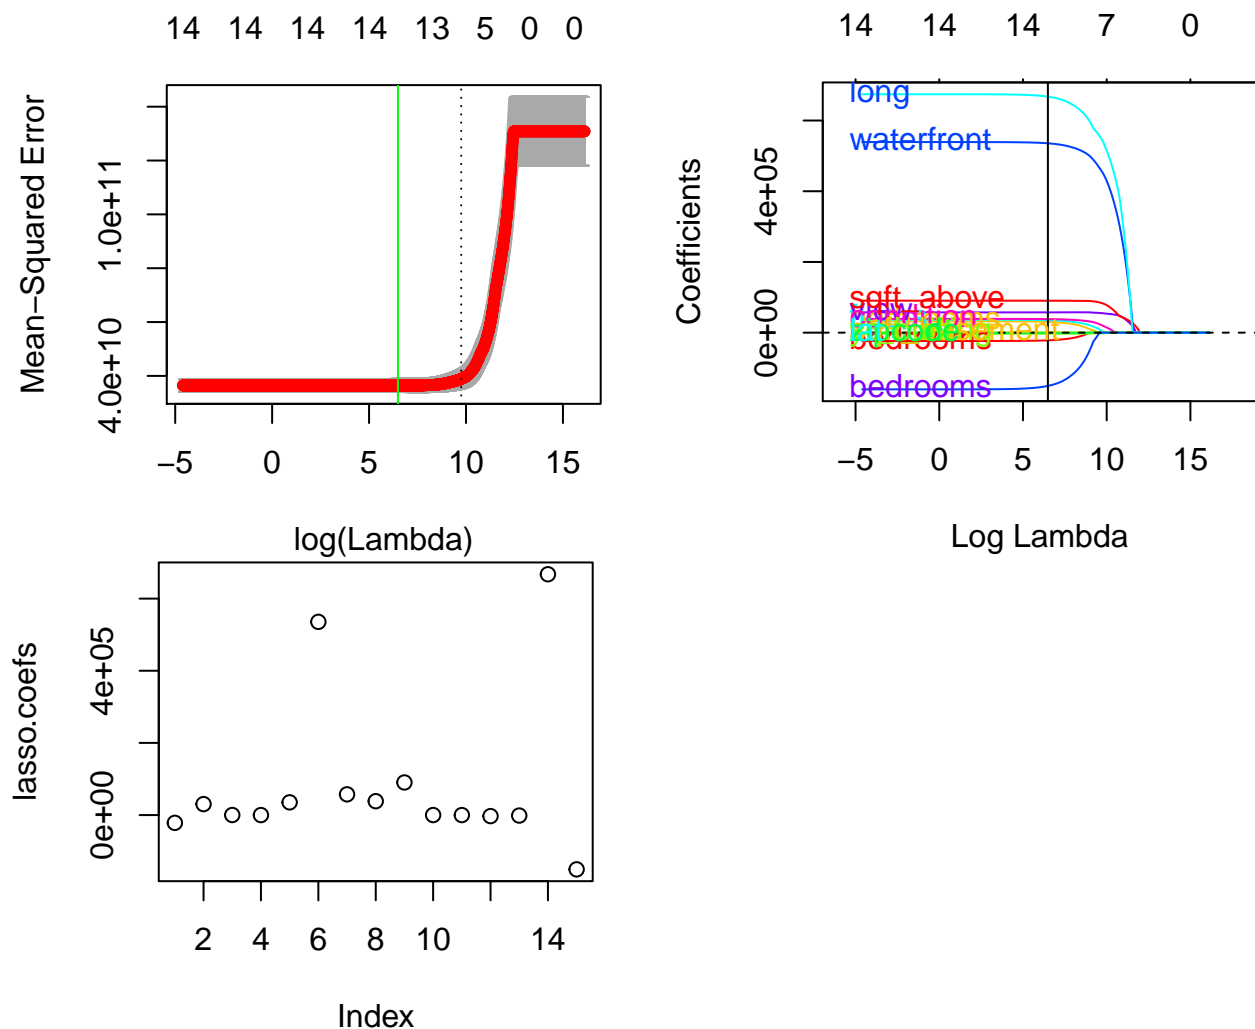 14 14 14 14 13 5 0 0
Mean−Squared Error
4.0e+10 1.0e+11
−5 0 5 10 15
log(Lambda)
14 14 14 7 0
Coefficients
0e+00 4e+05
long
waterfront
sqft_above
view
bedrooms
bedrooms
−5 0 5 10 15
Log Lambda
lasso.coefs
0e+00 4e+05
2 4 6 8 10 14
Index